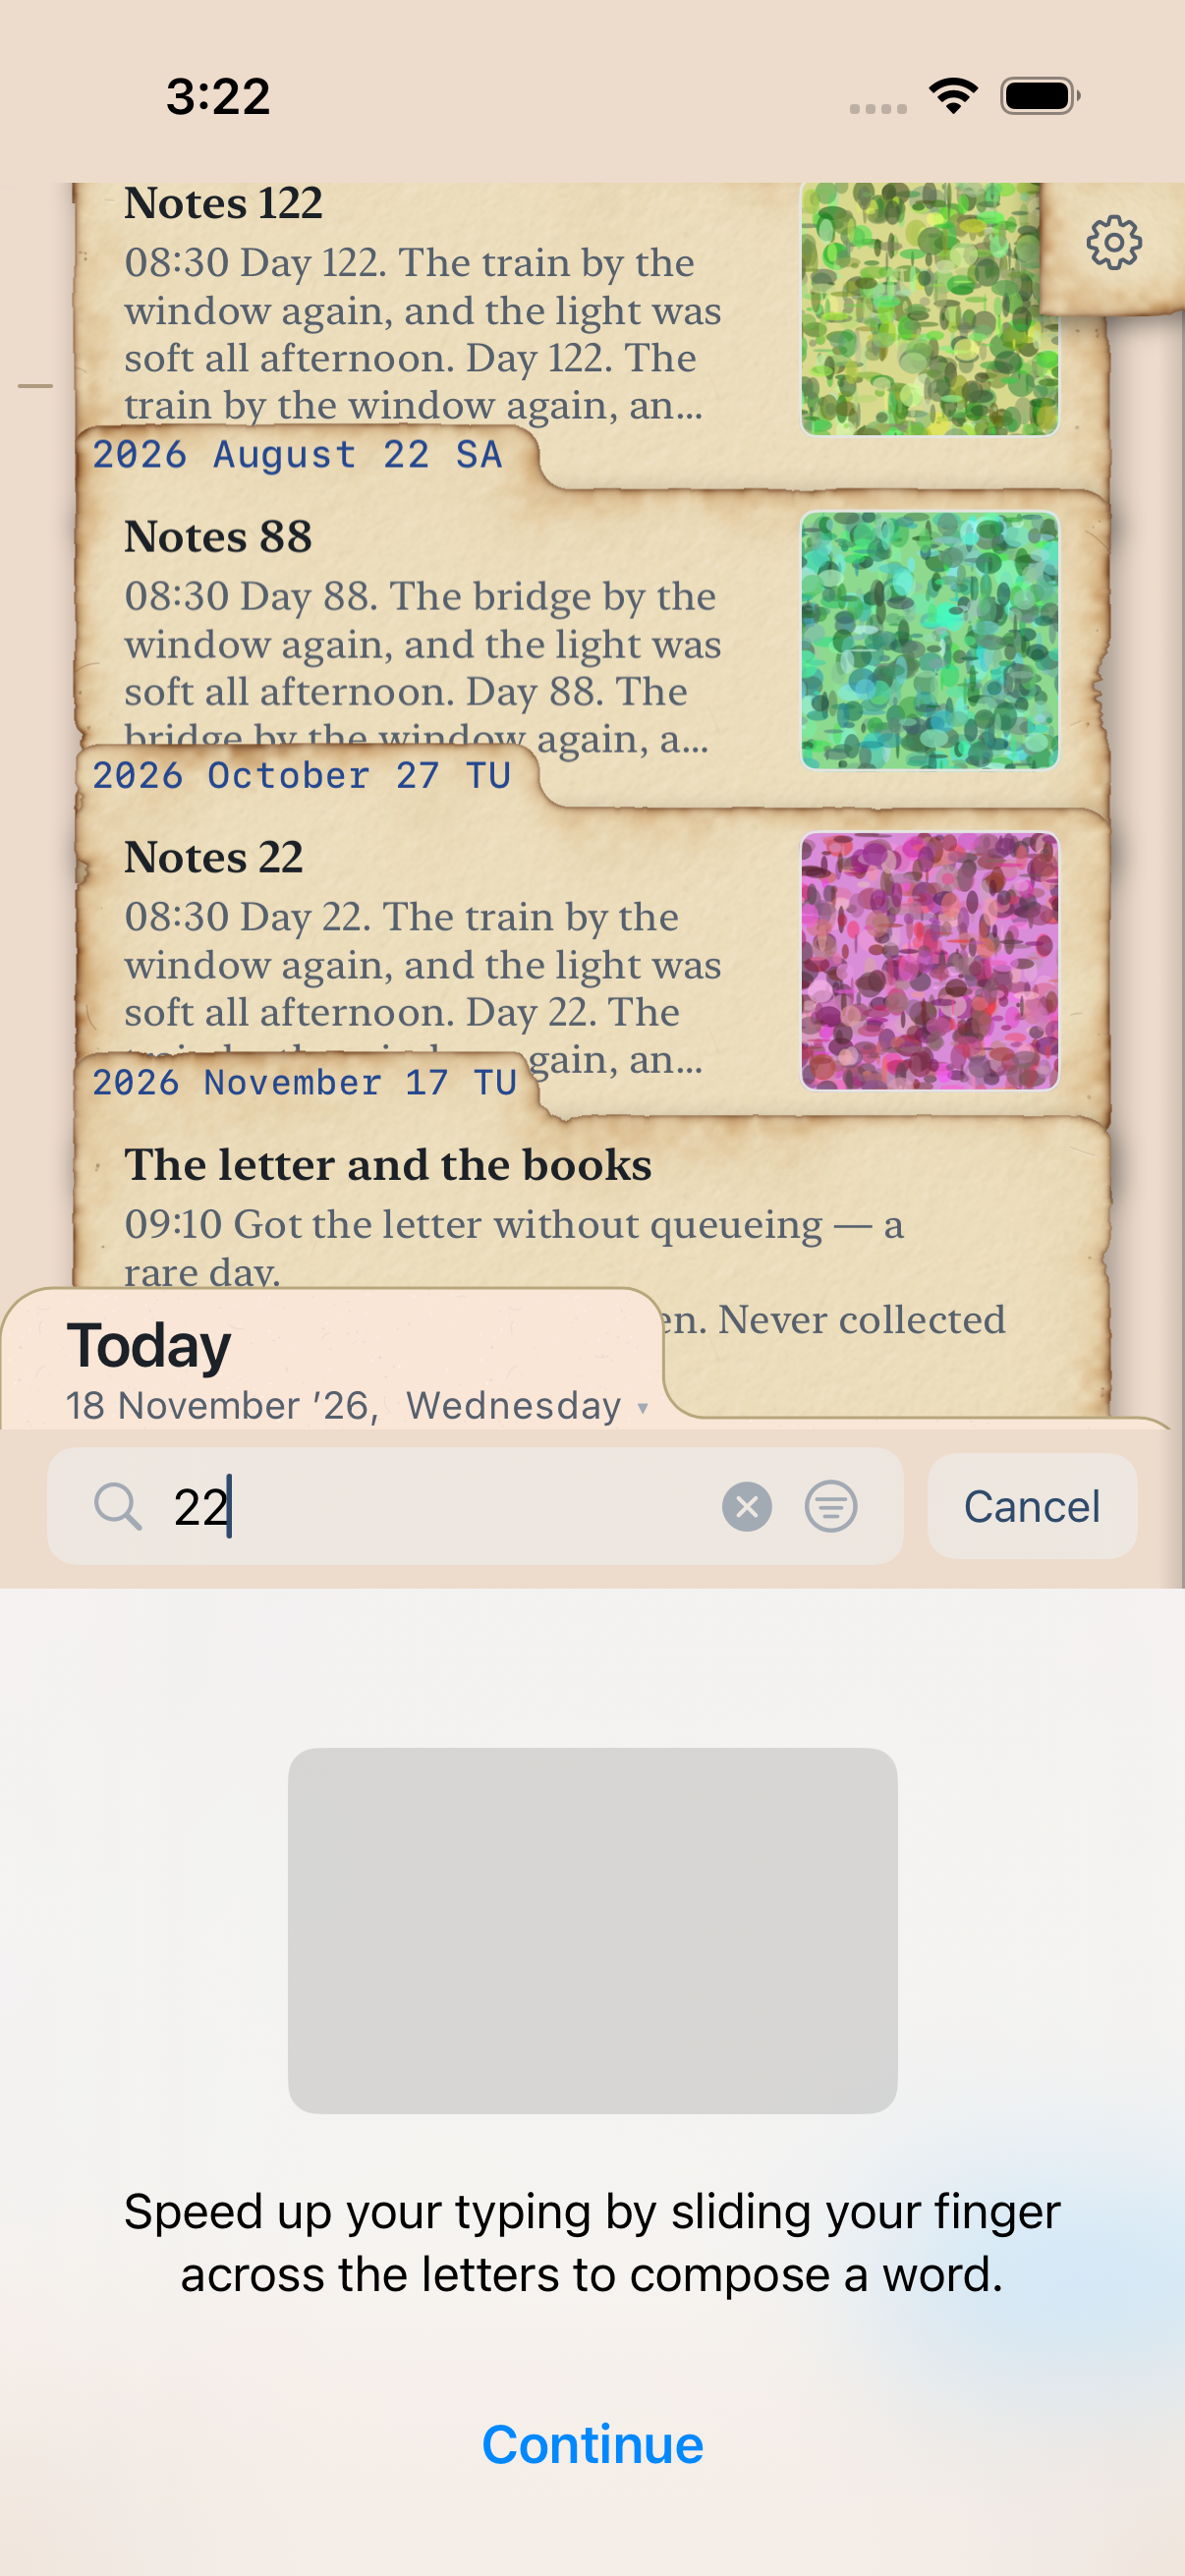 3:22
Notes 122
08:30 Day 122. The train by the
window again, and the light was
soft all afternoon. Day 122. The
train by the window again, an...
2026 August 22 SA
Notes 88
08:30 Day 88. The bridge by the
window again, and the light was
soft all afternoon. Day 88. The
bridge by the window again, a...
2026 October 27 TU
Notes 22
08:30 Day 22. The train by the
window again, and the light was
soft all afternoon. Day 22. The
gain, an...
2026 November 17 TU
The letter and the books
09:10 Got the letter without queueing — a
rare day.
en. Never collected
Today
18 November ’26, Wednesday
22
Cancel
Speed up your typing by sliding your finger
across the letters to compose a word.
Continue